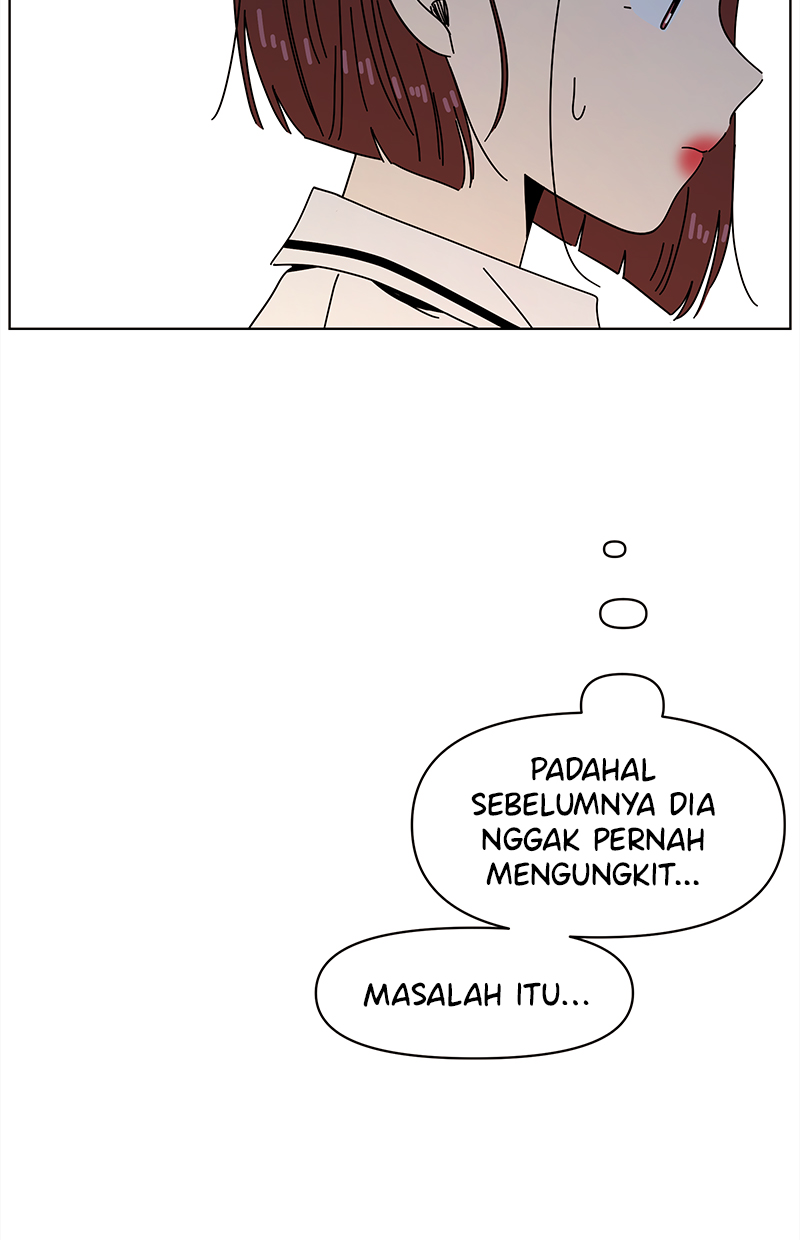 PADAHAL
SEBELUMNYA DIA
NGGAK PERNAH
MENGUNGKIT...
MASALAH ITU...